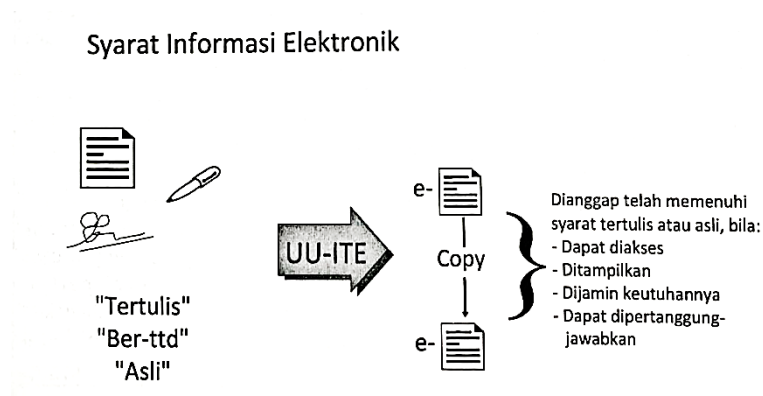 Syarat Informasi Elektronik
"Tertulis"
"Ber-ttd"
"Asli"
UU-ITE
e-
Copy
e-
Dianggap telah memenuhi
syarat tertulis atau asli, bila:
- Dapat diakses
- Ditampilkan
- Dijamin keutuhannya
- Dapat dipertanggung-
jawabkan